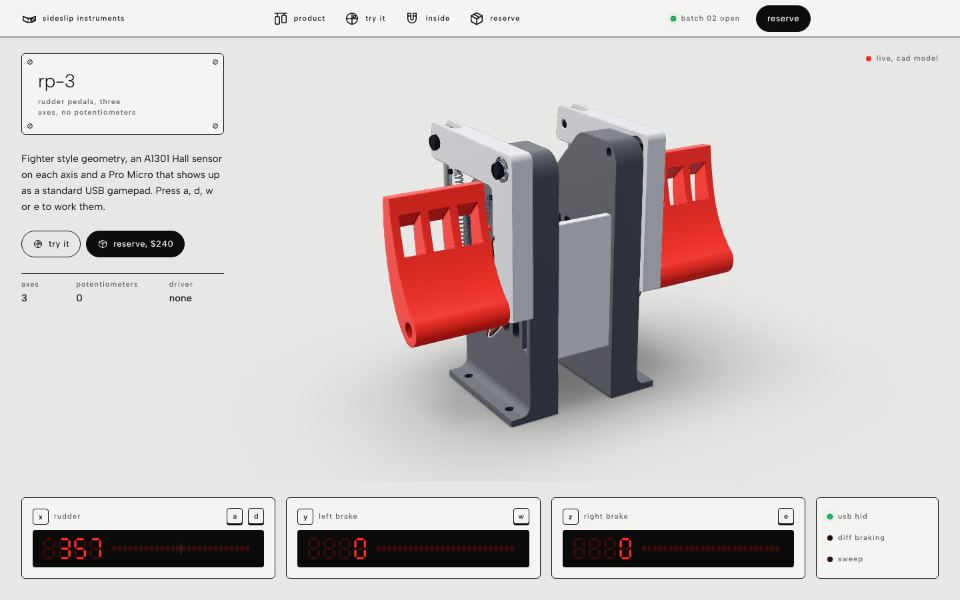 sideslip instruments
product
try it
inside
reserve
batch 02 open
reserve
live, cad model
rp-3
rudder pedals, three
axes, no potentiometers
Fighter style geometry, an A1301 Hall sensor
on each axis and a Pro Micro that shows up
as a standard USB gamepad. Press a, d, w
or e to work them.
try it
reserve, $240
axes
potentiometers
driver
3
0
none
x rudder a d
357
y left brake w
0
z right brake e
0
usb hid
diff braking
sweep